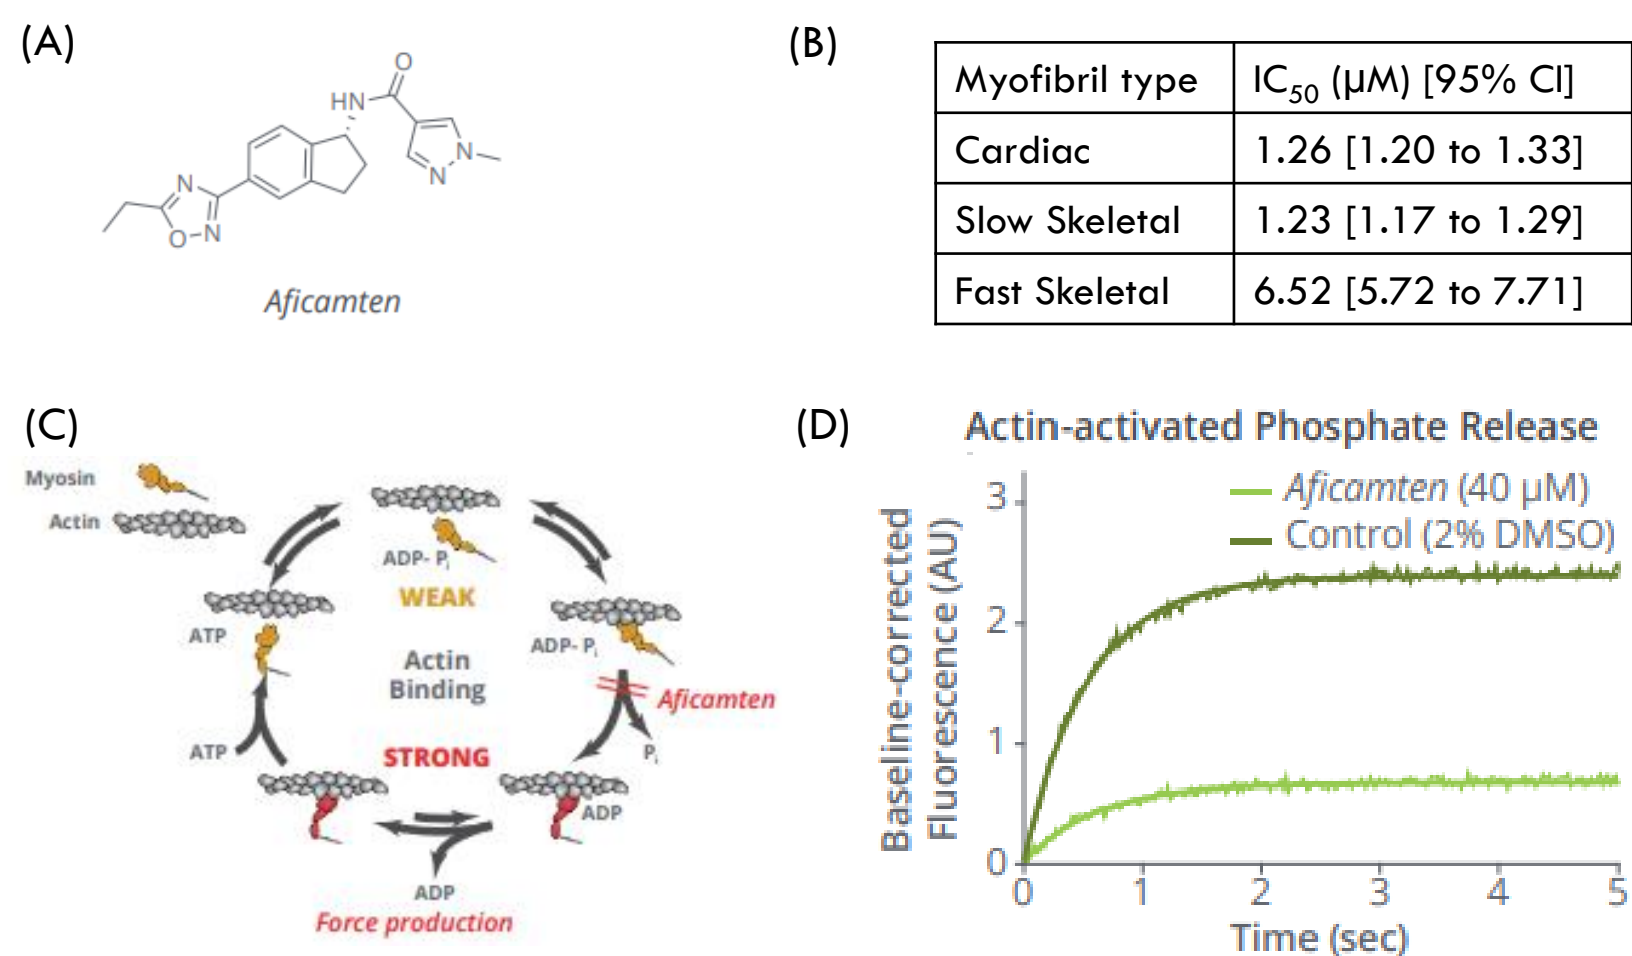 (A)
O
HN
N
N
N
O-N
Aficamten
(B)
Myofibril type IC50 (µM) [95% CI]
Cardiac 1.26 [1.20 to 1.33]
Slow Skeletal 1.23 [1.17 to 1.29]
Fast Skeletal 6.52 [5.72 to 7.71]
(C)
Myosin
Actin
ADP- Pi
WEAK
ATP
ADP- Pi
Actin
Binding
Aficamten
ATP
STRONG
Pi
ADP
ADP
Force production
(D)
Actin-activated Phosphate Release
Aficamten (40 µM)
Control (2% DMSO)
Baseline-corrected
Fluorescence (AU)
3
2
1
0
0 1 2 3 4 5
Time (sec)